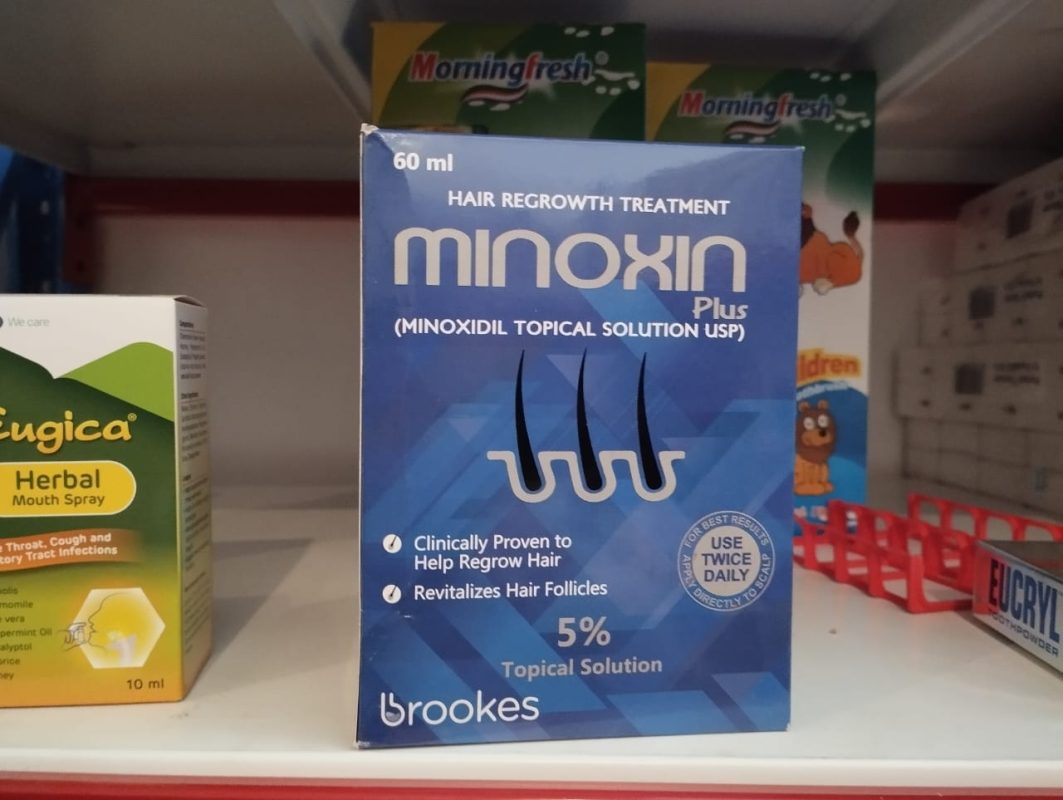 Morningfresh
Morningfresh
60 ml
HAIR REGROWTH TREATMENT
MINOXIN
Plus
(MINOXIDIL TOPICAL SOLUTION USP)
Clinically Proven to
Help Regrow Hair
Revitalizes Hair Follicles
FOR BEST RESULTS
USE
TWICE
DAILY
APPLY DIRECTLY TO SCALP
5%
Topical Solution
brookes
We care
Eugica®
Herbal
Mouth Spray
Throat, Cough and
Tract Infections
Oil
10 ml
EUCRYL